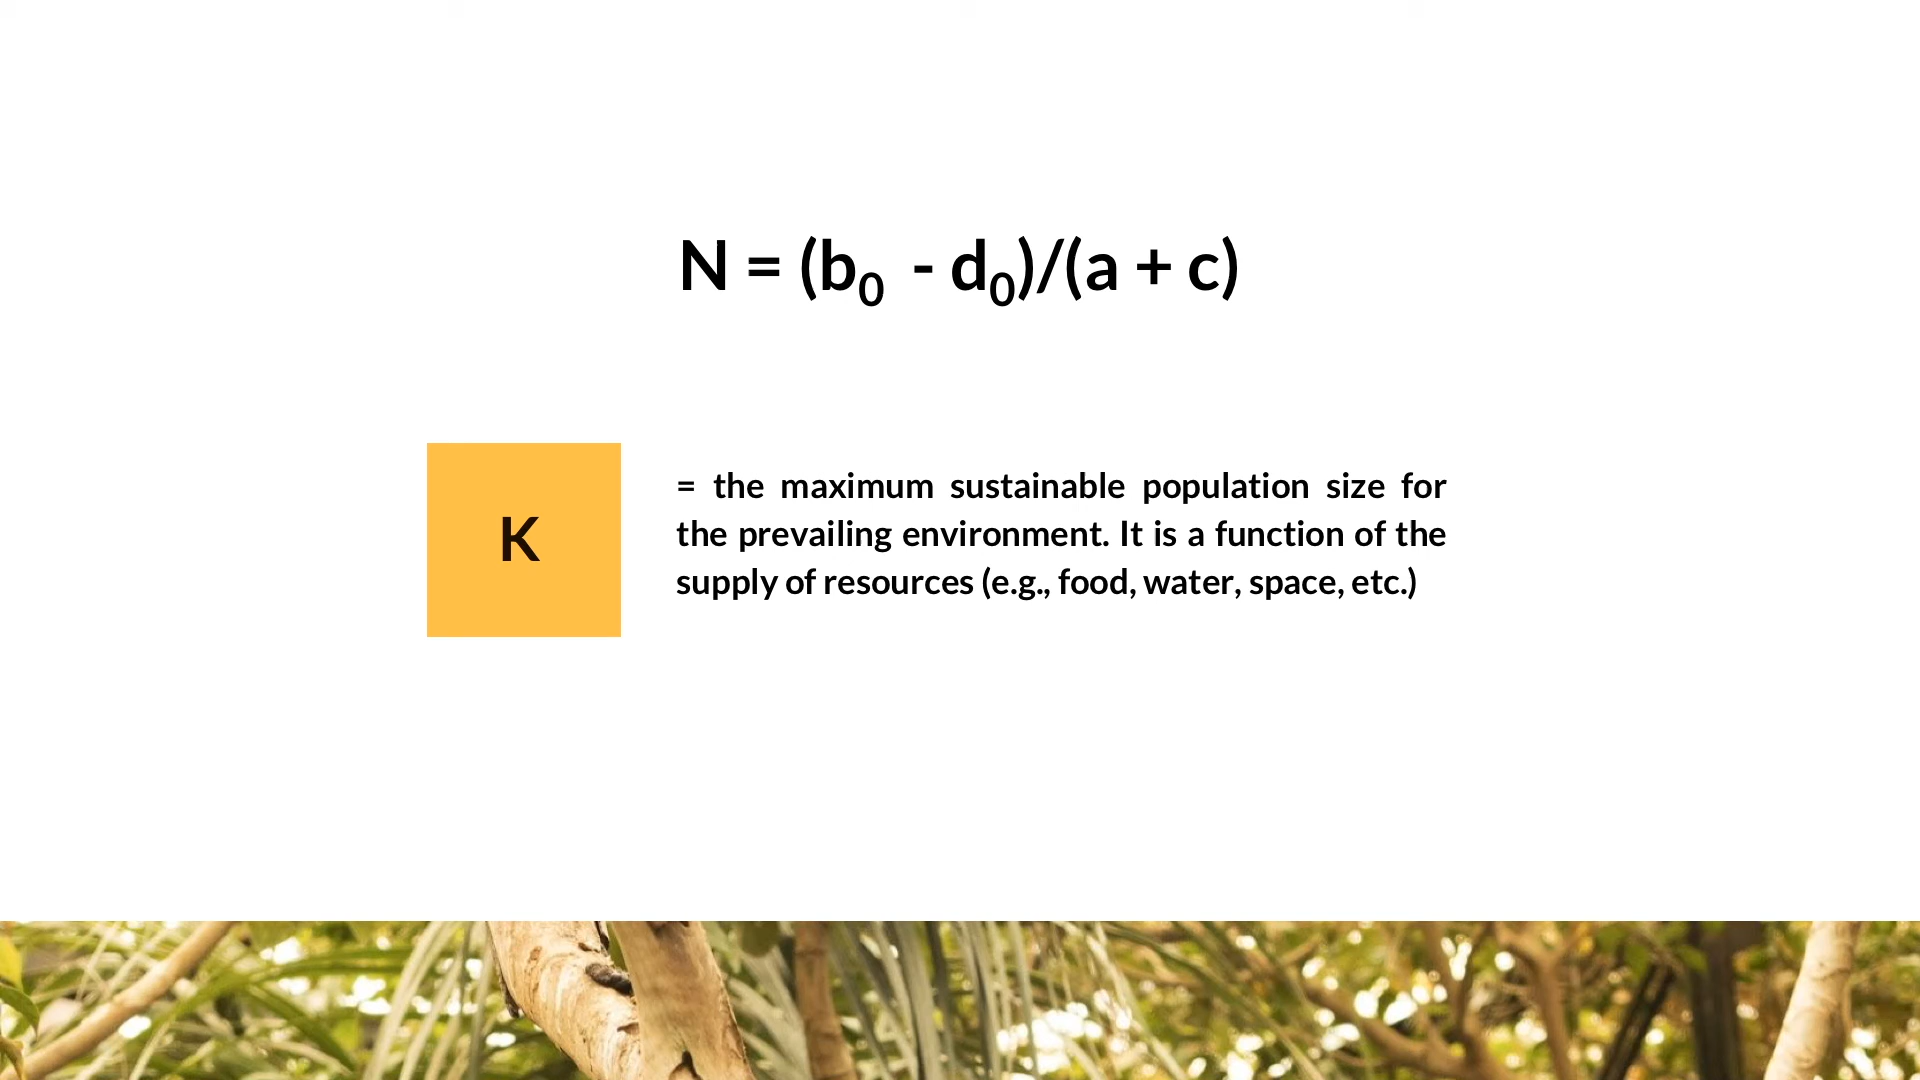 N = (b₀ - d₀)/(a + c)
K
= the maximum sustainable population size for
the prevailing environment. It is a function of the
supply of resources (e.g., food, water, space, etc.)